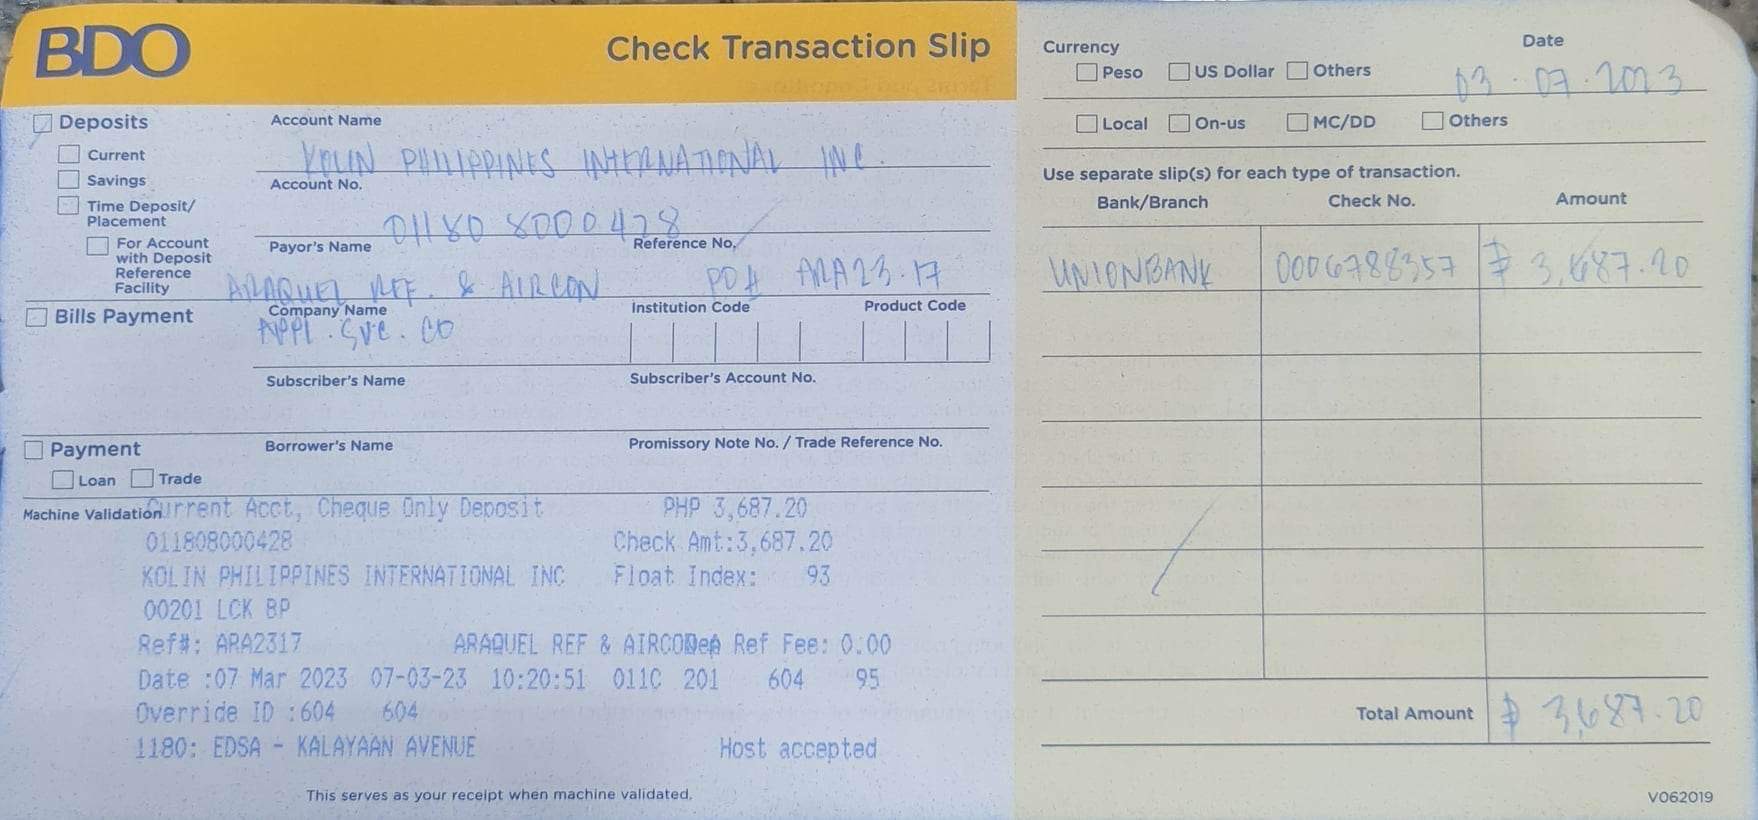 BDO
Check Transaction Slip
Deposits
Current
Savings
Time Deposit/
Placement
For Account
with Deposit
Reference
Facility
Account Name
KOLIN PHILIPPINES INTERNATIONAL INC.
Account No.
01180 8000428
Payor's Name
Reference No.
ARAQUEL REF. & AIRCON PO# ARA23-17
Bills Payment
Company Name
APPL. SVC. CO
Institution Code
Product Code
Subscriber's Name
Subscriber's Account No.
Payment
Loan Trade
Borrower's Name
Promissory Note No. / Trade Reference No.
Machine Validation
Current Acct, Cheque Only Deposit PHP 3,687.20
011808000428 Check Amt:3,687.20
KOLIN PHILIPPINES INTERNATIONAL INC Float Index: 93
00201 LCK BP
Ref#: ARA2317 ARAQUEL REF & AIRCO Ref Fee: 0.00
Date :07 Mar 2023 07-03-23 10:20:51 011C 201 604 95
Override ID :604 604
1180: EDSA - KALAYAAN AVENUE Host accepted
This serves as your receipt when machine validated.
Currency
Peso US Dollar Others
Date
03-07-2023
Local On-us MC/DD Others
Use separate slip(s) for each type of transaction.
Bank/Branch Check No. Amount
UNIONBANK 0006788357 ₱ 3,687.20
Total Amount ₱ 3,687.20
V062019